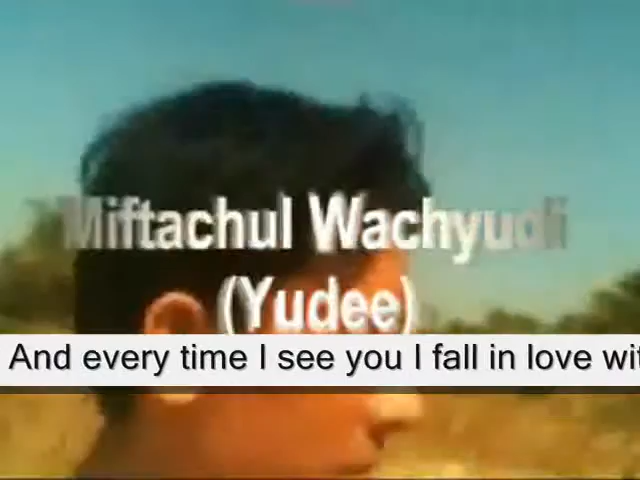 Miftachul Wachyudi
(Yudee)
And every time I see you I fall in love wit